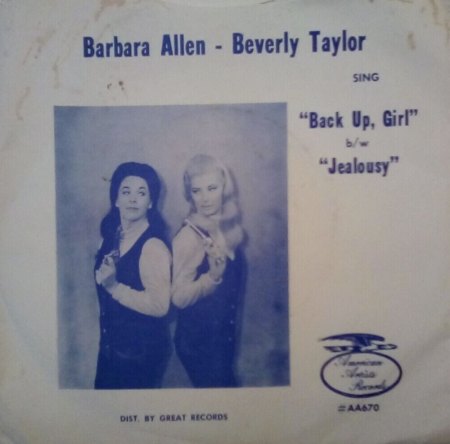 Barbara Allen - Beverly Taylor
SING
"Back Up, Girl"
b/w
"Jealousy"
American
Artists
Records
#AA670
DIST. BY GREAT RECORDS